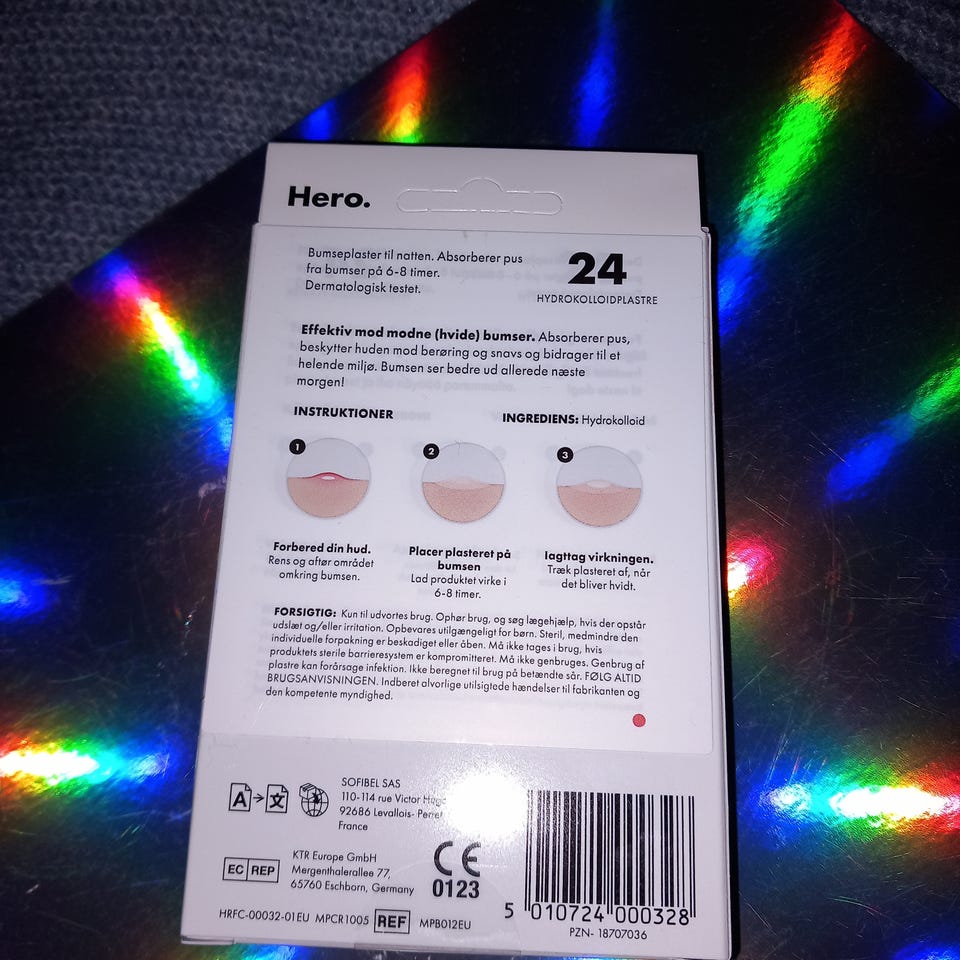 Hero.
Bumseplaster til natten. Absorberer pus
fra bumser på 6-8 timer.
Dermatologisk testet.
24
HYDROKOLLOIDPLASTRE
Effektiv mod modne (hvide) bumser. Absorberer pus,
beskytter huden mod berøring og snavs og bidrager til et
helende miljø. Bumsen ser bedre ud allerede næste
morgen!
INSTRUKTIONER
INGREDIENS: Hydrokolloid
1
2
3
Forbered din hud.
Rens og aftør området
omkring bumsen.
Placer plasteret på
bumsen
Lad produktet virke i
6-8 timer.
Iagttag virkningen.
Træk plasteret af, når
det bliver hvidt.
FORSIGTIG: Kun til udvortes brug. Ophør brug, og søg lægehjælp, hvis der opstår
udslæt og/eller irritation. Opbevares utilgængeligt for børn. Steril, medmindre den
individuelle forpakning er beskadiget eller åben. Må ikke tages i brug, hvis
produktets sterile barrieresystem er kompromitteret. Må ikke genbruges. Genbrug af
plastre kan forårsage infektion. Ikke beregnet til brug på betændte sår. FØLG ALTID
BRUGSANVISNINGEN. Indberet alvorlige utilsigtede hændelser til fabrikanten og
den kompetente myndighed.
A 文
SOFIBEL SAS
110-114 rue Victor
92686 Levallois-
France
EC REP
KTR Europe GmbH
Mergenthalerallee 77,
65760 Eschborn, Germany
CE
0123
HRFC-00032-01EU MPCR1005 REF MPB012EU
5 010724 000328
PZN- 18707036